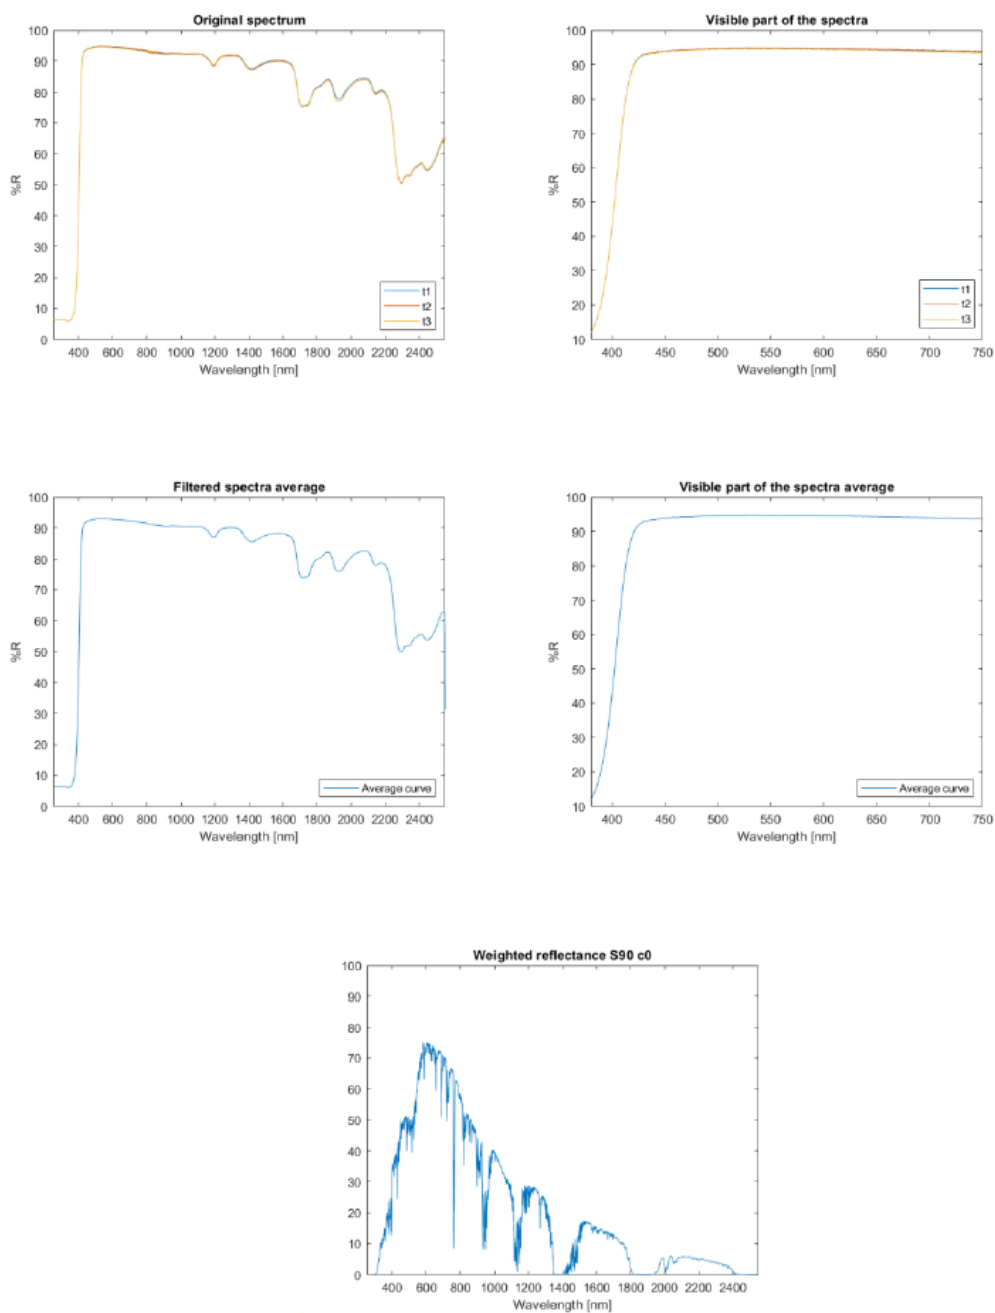 Original spectrum
100
90
80
70
60
50
40
30
20
10
0
%R
400 600 800 1000 1200 1400 1600 1800 2000 2200 2400
Wavelength [nm]
t1
t2
t3
Visible part of the spectra
100
90
80
70
60
50
40
30
20
10
%R
400 450 500 550 600 650 700 750
Wavelength [nm]
t1
t2
t3
Filtered spectra average
100
90
80
70
60
50
40
30
20
10
0
%R
400 600 800 1000 1200 1400 1600 1800 2000 2200 2400
Wavelength [nm]
Average curve
Visible part of the spectra average
100
90
80
70
60
50
40
30
20
10
%R
400 450 500 550 600 650 700 750
Wavelength [nm]
Average curve
Weighted reflectance S90 c0
100
90
80
70
60
50
40
30
20
10
0
400 600 800 1000 1200 1400 1600 1800 2000 2200 2400
Wavelength [nm]